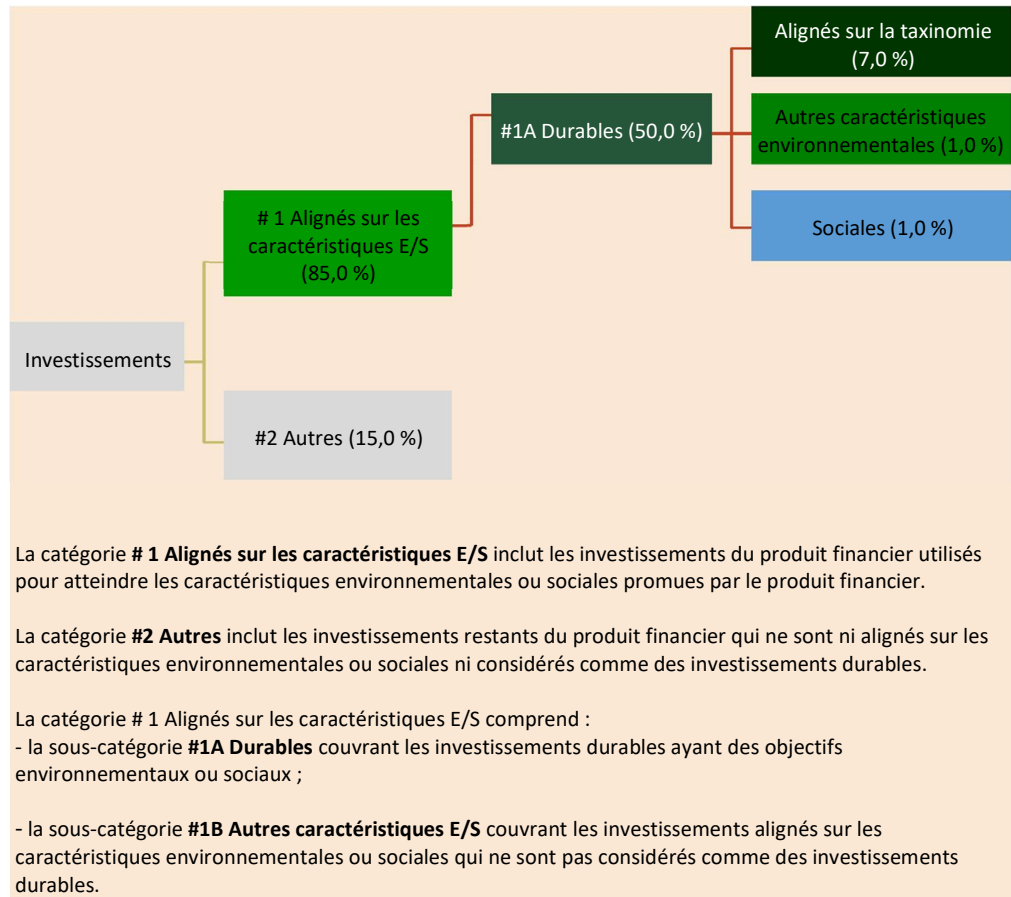 Alignés sur la taxinomie
(7,0 %)
#1A Durables (50,0 %)
Autres caractéristiques
environnementales (1,0 %)
# 1 Alignés sur les
caractéristiques E/S
(85,0 %)
Sociales (1,0 %)
Investissements
#2 Autres (15,0 %)
La catégorie # 1 Alignés sur les caractéristiques E/S inclut les investissements du produit financier utilisés
pour atteindre les caractéristiques environnementales ou sociales promues par le produit financier.
La catégorie #2 Autres inclut les investissements restants du produit financier qui ne sont ni alignés sur les
caractéristiques environnementales ou sociales ni considérés comme des investissements durables.
La catégorie # 1 Alignés sur les caractéristiques E/S comprend :
- la sous-catégorie #1A Durables couvrant les investissements durables ayant des objectifs
environnementaux ou sociaux ;
- la sous-catégorie #1B Autres caractéristiques E/S couvrant les investissements alignés sur les
caractéristiques environnementales ou sociales qui ne sont pas considérés comme des investissements
durables.